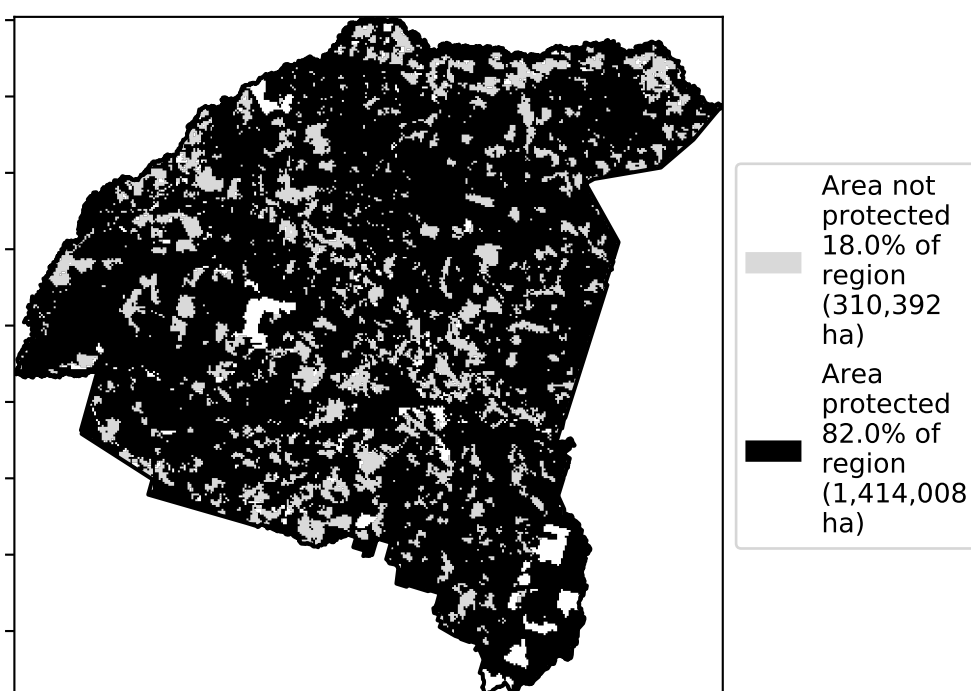 Area not
protected
18.0% of
region
(310,392
ha)
Area
protected
82.0% of
region
(1,414,008
ha)